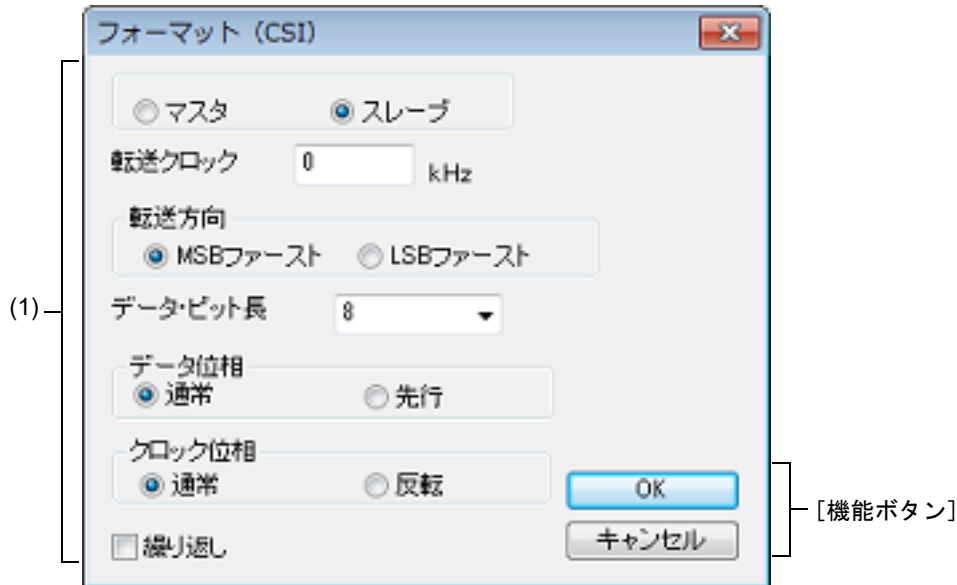 フォーマット (CSI)
マスタ スレーブ
転送クロック 0 kHz
転送方向
MSBファースト LSBファースト
(1)
データ・ビット長 8
データ位相
通常 先行
クロック位相
通常 反転
OK
[機能ボタン]
繰り返し
キャンセル